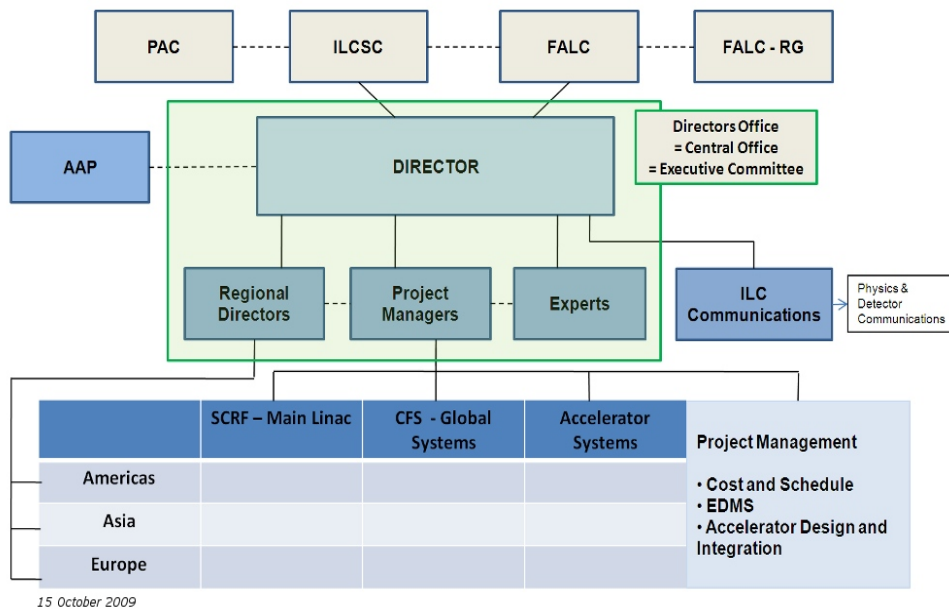 PAC
ILCSC
FALC
FALC - RG
Directors Office
= Central Office
= Executive Committee
AAP
DIRECTOR
Regional
Directors
Project
Managers
Experts
ILC
Communications
Physics &
Detector
Communications
SCRF – Main Linac
CFS - Global
Systems
Accelerator
Systems
Project Management
• Cost and Schedule
• EDMS
• Accelerator Design and
Integration
Americas
Asia
Europe
15 October 2009